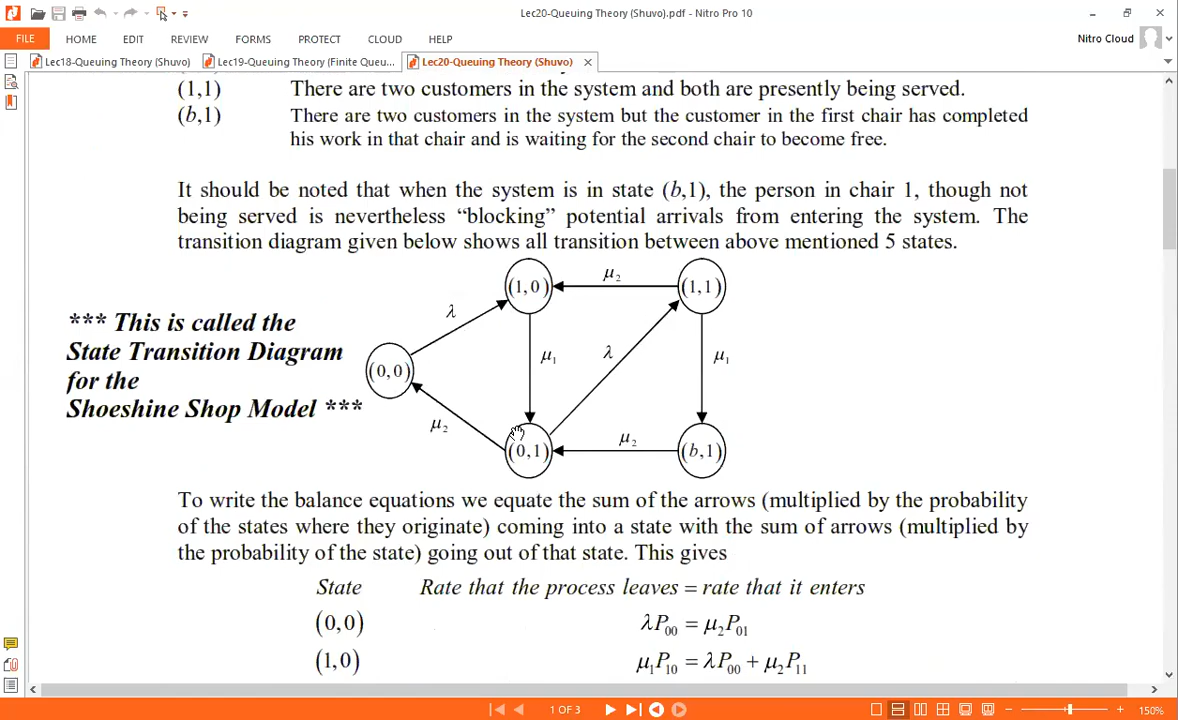 Lec20-Queuing Theory (Shuvo).pdf - Nitro Pro 10
FILE HOME EDIT REVIEW FORMS PROTECT CLOUD HELP Nitro Cloud
Lec18-Queuing Theory (Shuvo) Lec19-Queuing Theory (Finite Queu... Lec20-Queuing Theory (Shuvo)
(1,1) There are two customers in the system and both are presently being served.
(b,1) There are two customers in the system but the customer in the first chair has completed
his work in that chair and is waiting for the second chair to become free.
It should be noted that when the system is in state (b,1), the person in chair 1, though not
being served is nevertheless “blocking” potential arrivals from entering the system. The
transition diagram given below shows all transition between above mentioned 5 states.
*** This is called the
State Transition Diagram
for the
Shoeshine Shop Model ***
(1,0) μ₂ (1,1)
λ
μ₁ λ μ₁
(0,0)
μ₂ μ₂
(0,1) (b,1)
To write the balance equations we equate the sum of the arrows (multiplied by the probability
of the states where they originate) coming into a state with the sum of arrows (multiplied by
the probability of the state) going out of that state. This gives
State Rate that the process leaves = rate that it enters
(0,0) λP₀₀ = μ₂P₀₁
(1,0) μ₁P₁₀ = λP₀₀ + μ₂P₁₁
1 OF 3 150%